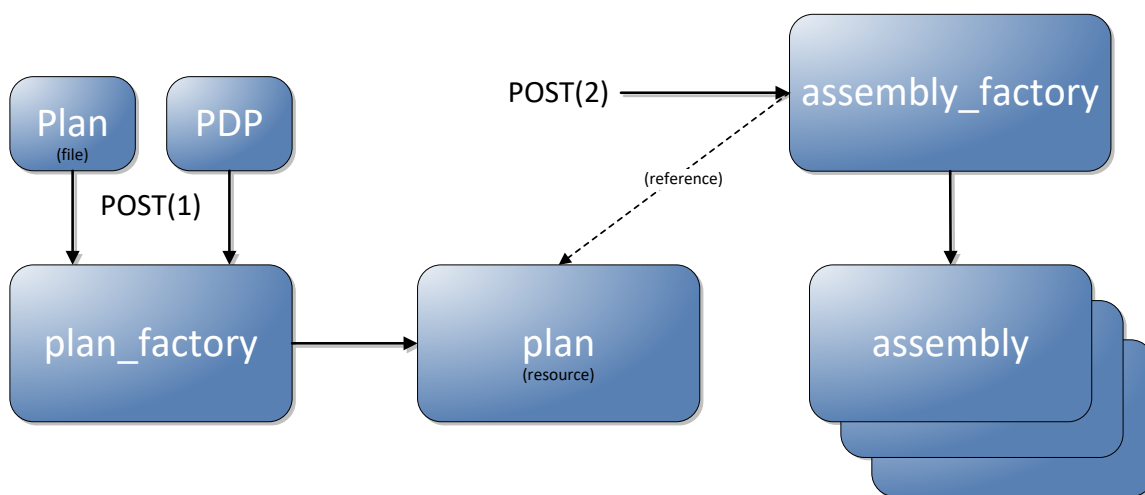 Plan
(file)
PDP
POST(1)
plan_factory
plan
(resource)
POST(2)
(reference)
assembly_factory
assembly